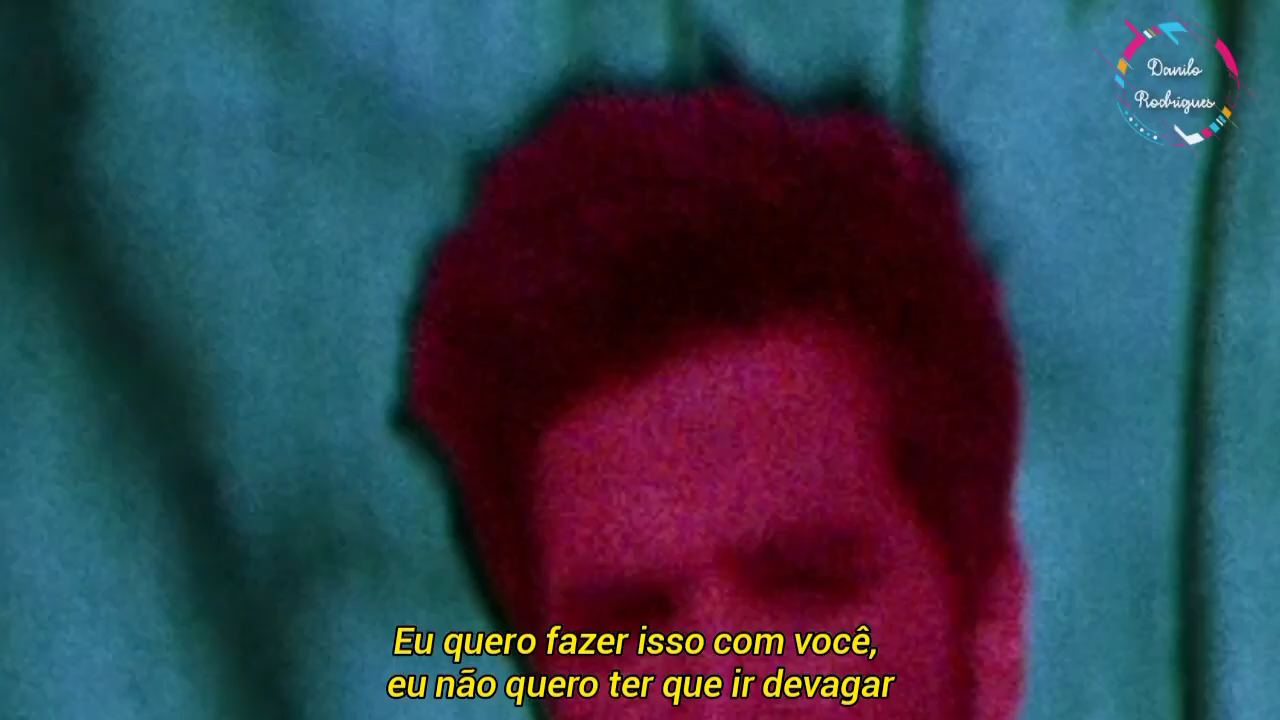 Danilo
Rodrigues
Eu quero fazer isso com você,
eu não quero ter que ir devagar